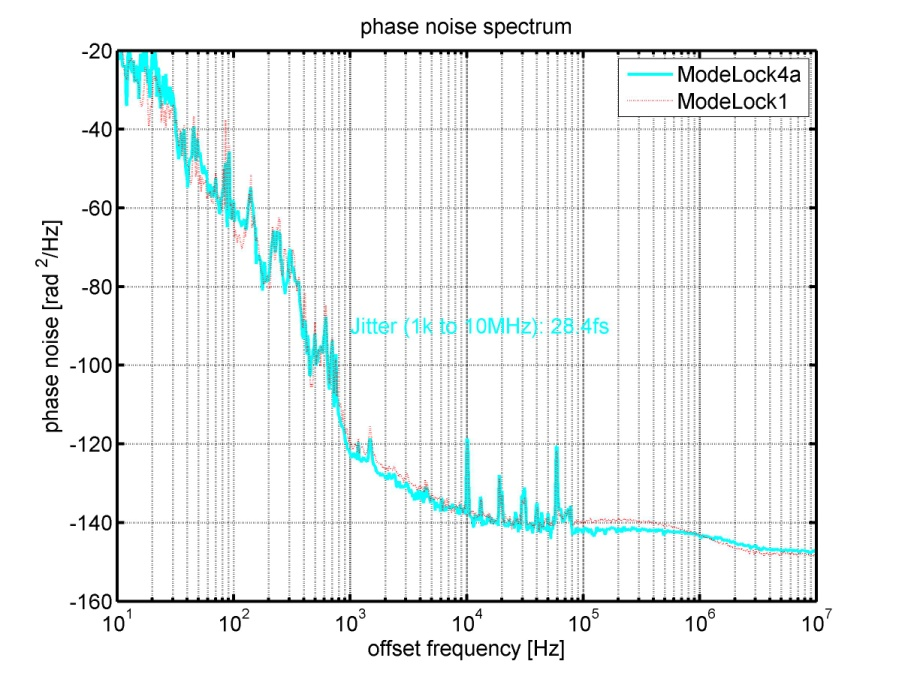 phase noise spectrum
ModeLock4a
ModeLock1
phase noise [rad 2/Hz]
-20
-40
-60
-80
-100
-120
-140
-160
Jitter (1k to 10MHz): 28.4fs
10^1 10^2 10^3 10^4 10^5 10^6 10^7
offset frequency [Hz]